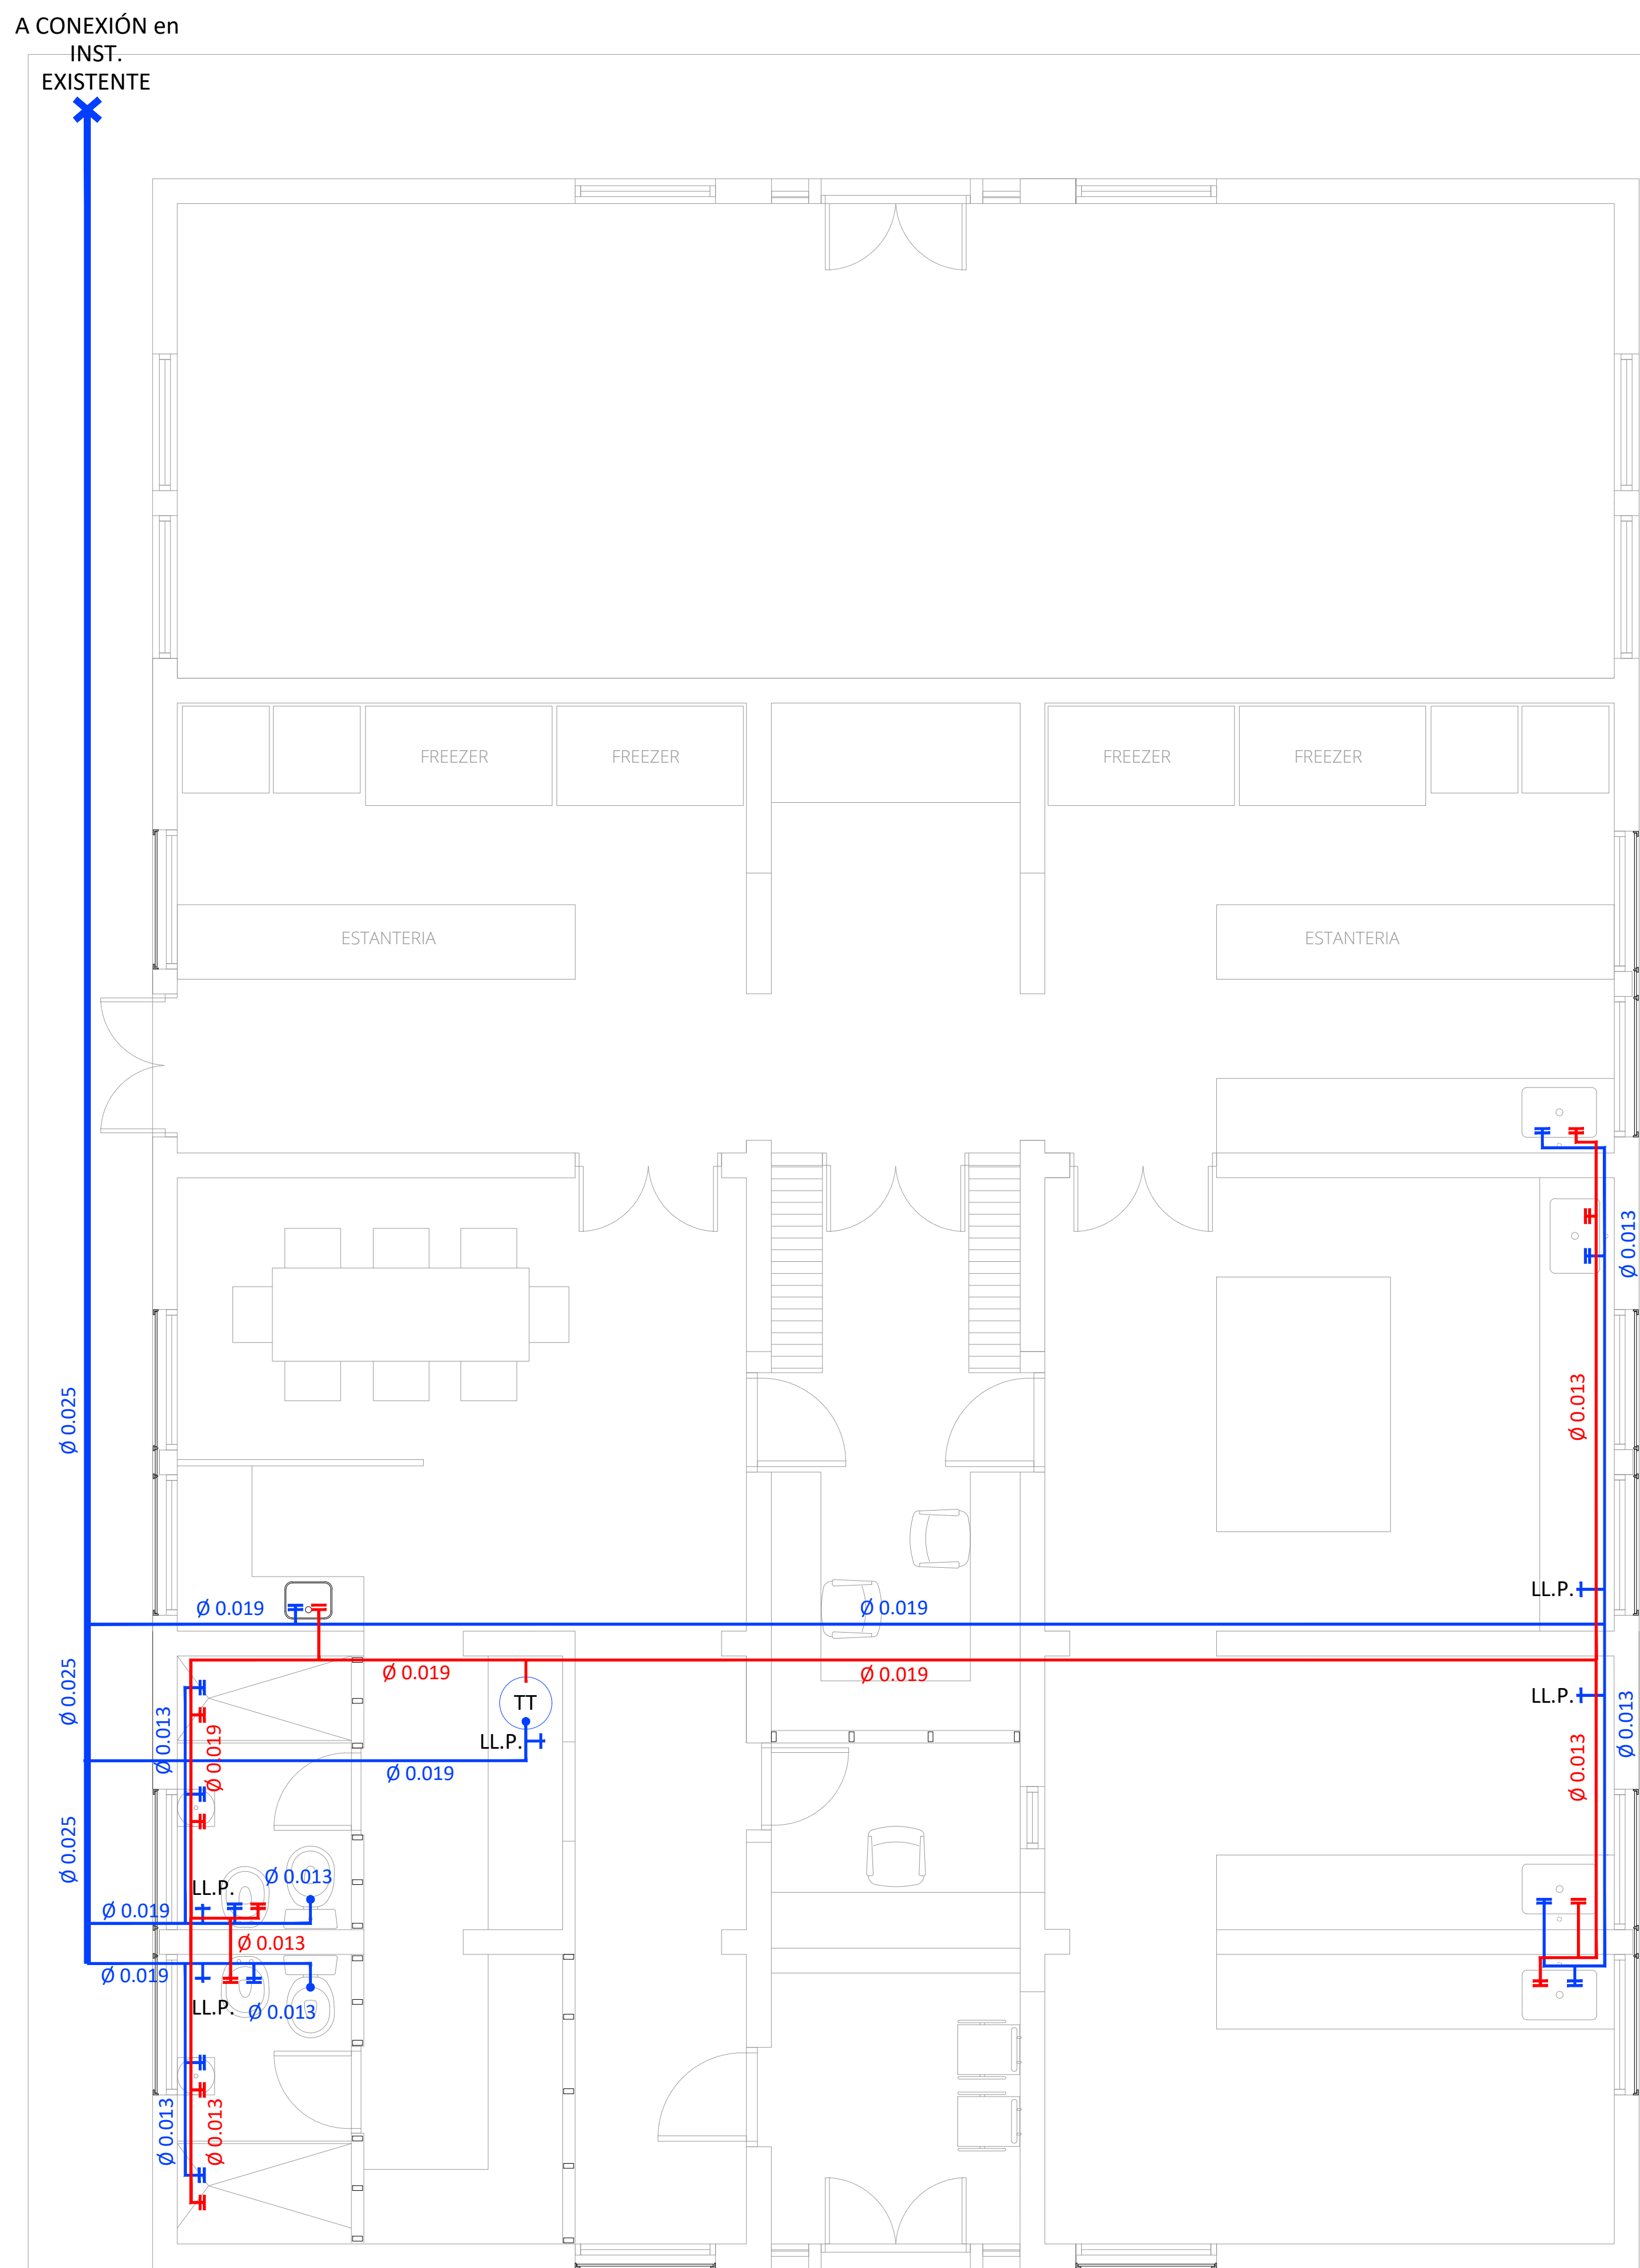 A CONEXIÓN en
INST.
EXISTENTE
FREEZER
FREEZER
FREEZER
FREEZER
ESTANTERIA
ESTANTERIA
Ø 0.013
Ø 0.025
Ø 0.013
LL.P.
Ø 0.019
Ø 0.019
Ø 0.025
Ø 0.019
Ø 0.019
TT
LL.P.
LL.P.
Ø 0.013
Ø 0.019
Ø 0.019
Ø 0.013
Ø 0.013
Ø 0.025
Ø 0.013
LL.P.
Ø 0.019
Ø 0.013
Ø 0.019
LL.P.
Ø 0.013
Ø 0.013
Ø 0.013